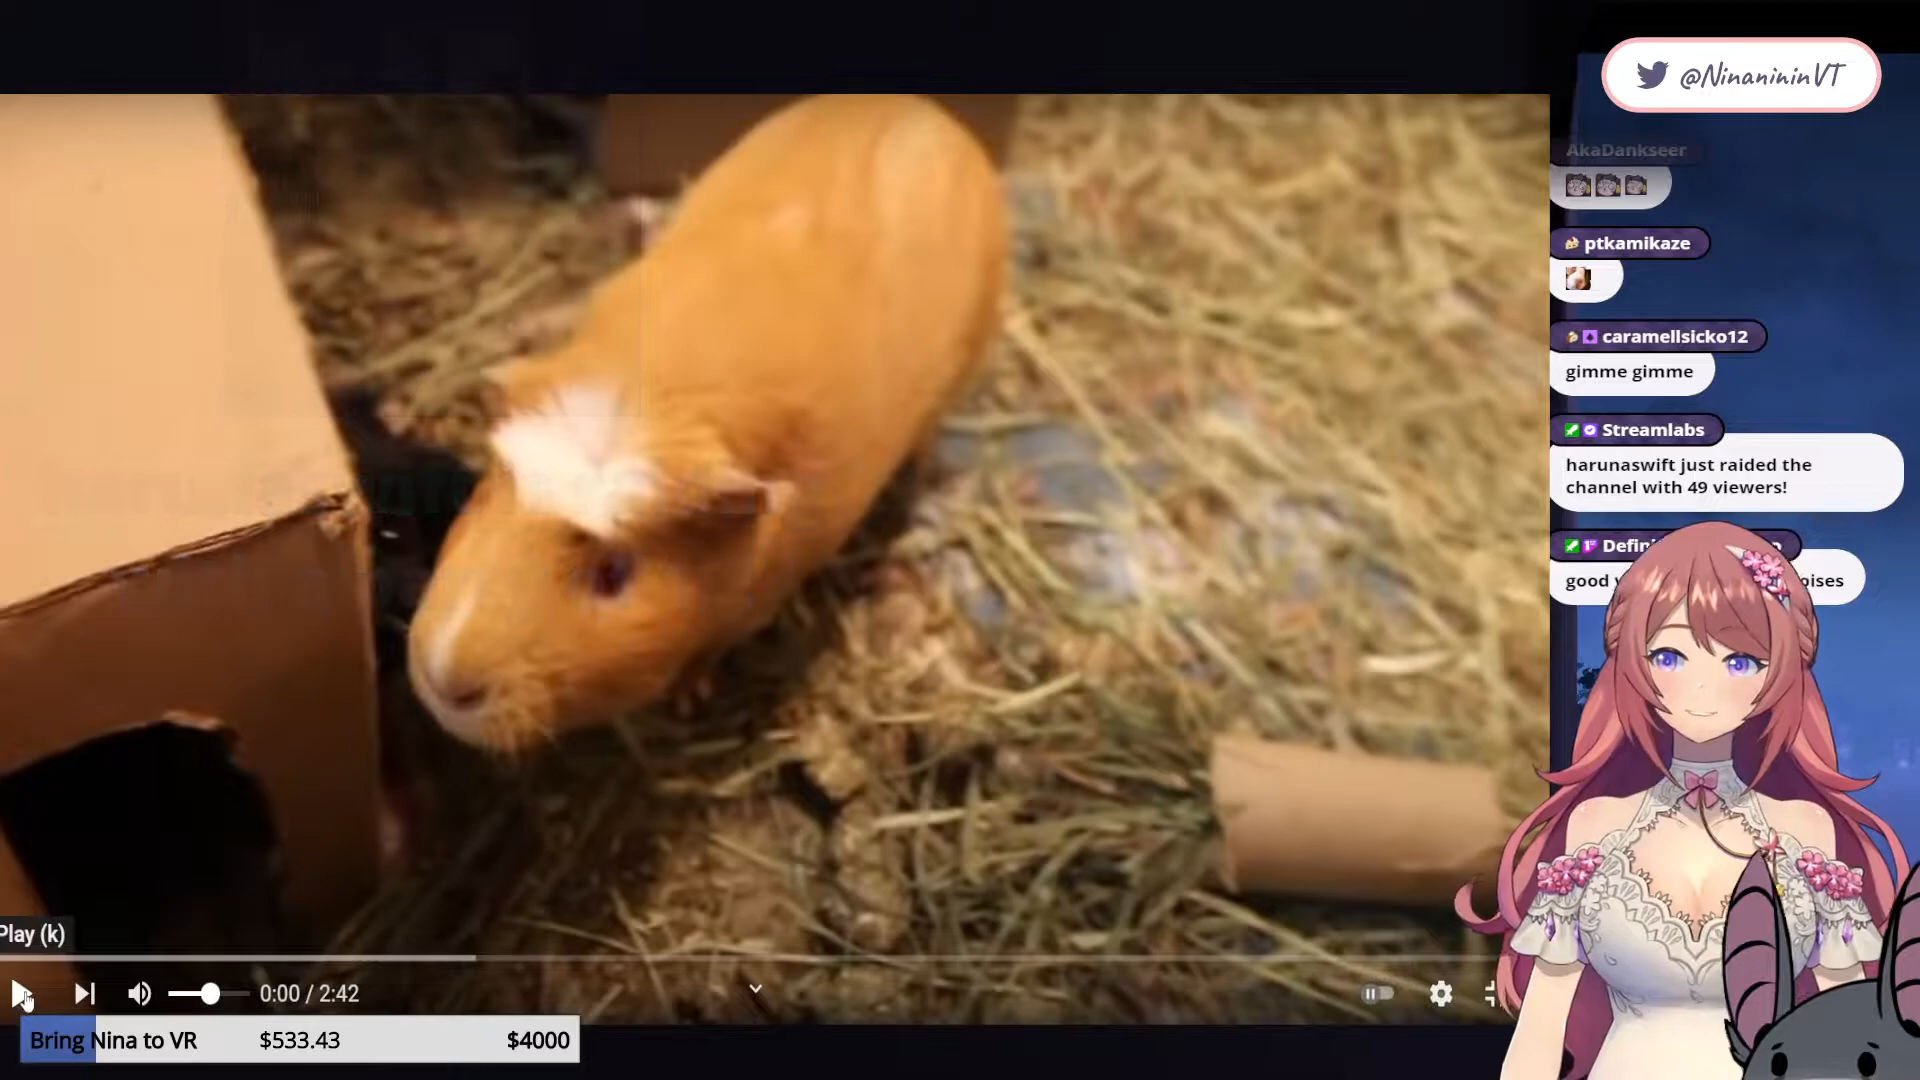 @NinanininVT
AkaDankseer
ptkamikaze
caramellsicko12
gimme gimme
Streamlabs
harunaswift just raided the
channel with 49 viewers!
good
Play (k)
0:00 / 2:42
Bring Nina to VR $533.43 $4000